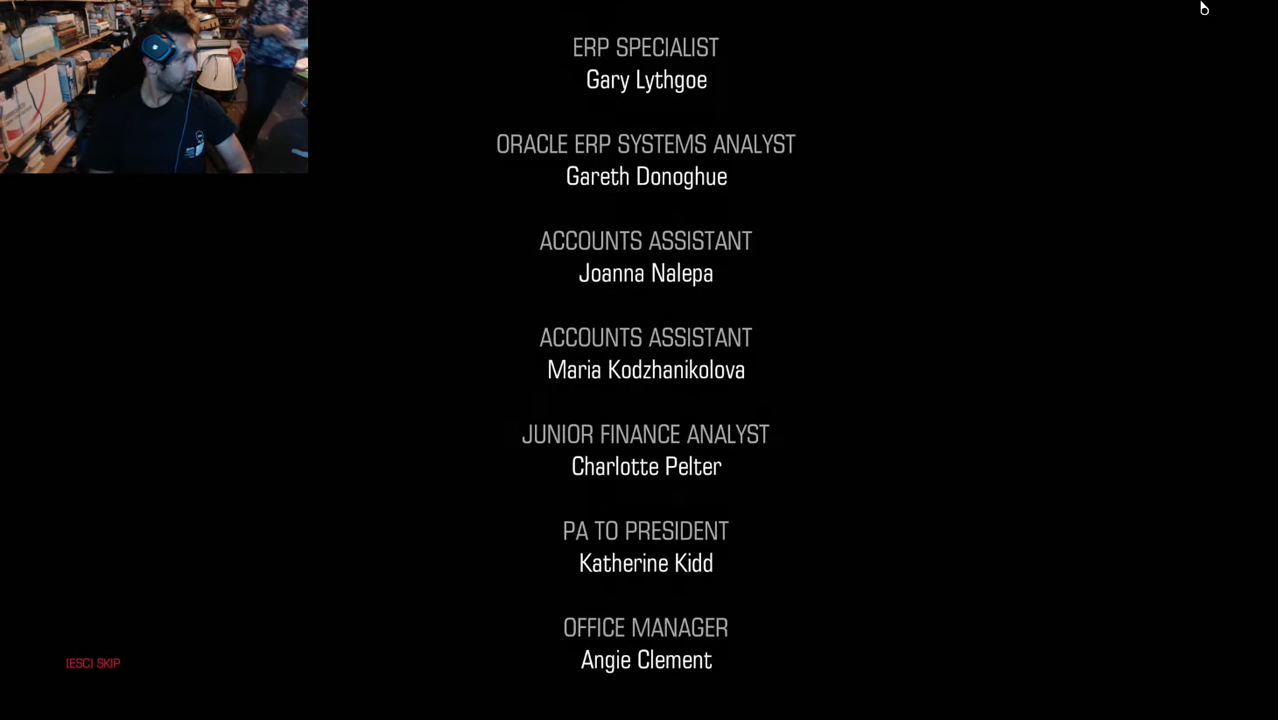 ERP SPECIALIST
Gary Lythgoe
ORACLE ERP SYSTEMS ANALYST
Gareth Donoghue
ACCOUNTS ASSISTANT
Joanna Nalepa
ACCOUNTS ASSISTANT
Maria Kodzhanikolova
JUNIOR FINANCE ANALYST
Charlotte Pelter
PA TO PRESIDENT
Katherine Kidd
OFFICE MANAGER
Angie Clement
[ESC] SKIP